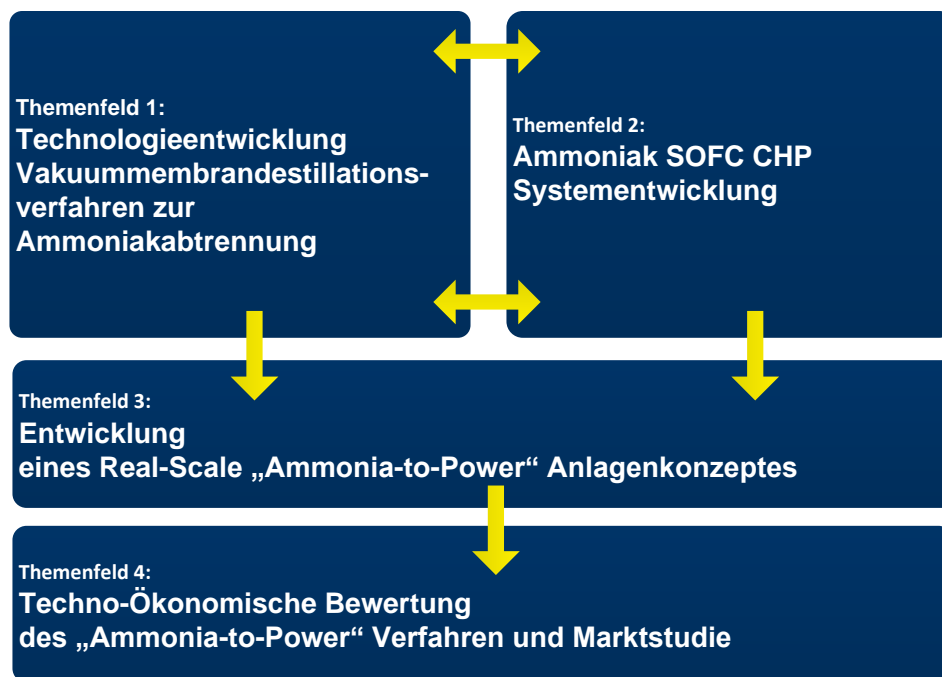 Themenfeld 1:
Technologieentwicklung
Vakuummembrandestillations-
verfahren zur
Ammoniakabtrennung
Themenfeld 2:
Ammoniak SOFC CHP
Systementwicklung
Themenfeld 3:
Entwicklung
eines Real-Scale „Ammonia-to-Power“ Anlagenkonzeptes
Themenfeld 4:
Techno-Ökonomische Bewertung
des „Ammonia-to-Power“ Verfahren und Marktstudie